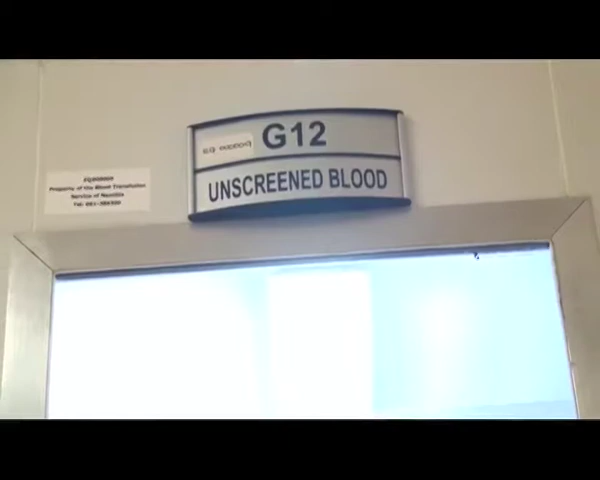 G12
UNSCREENED BLOOD
Property of the Blood Transfusion
Service of Namibia